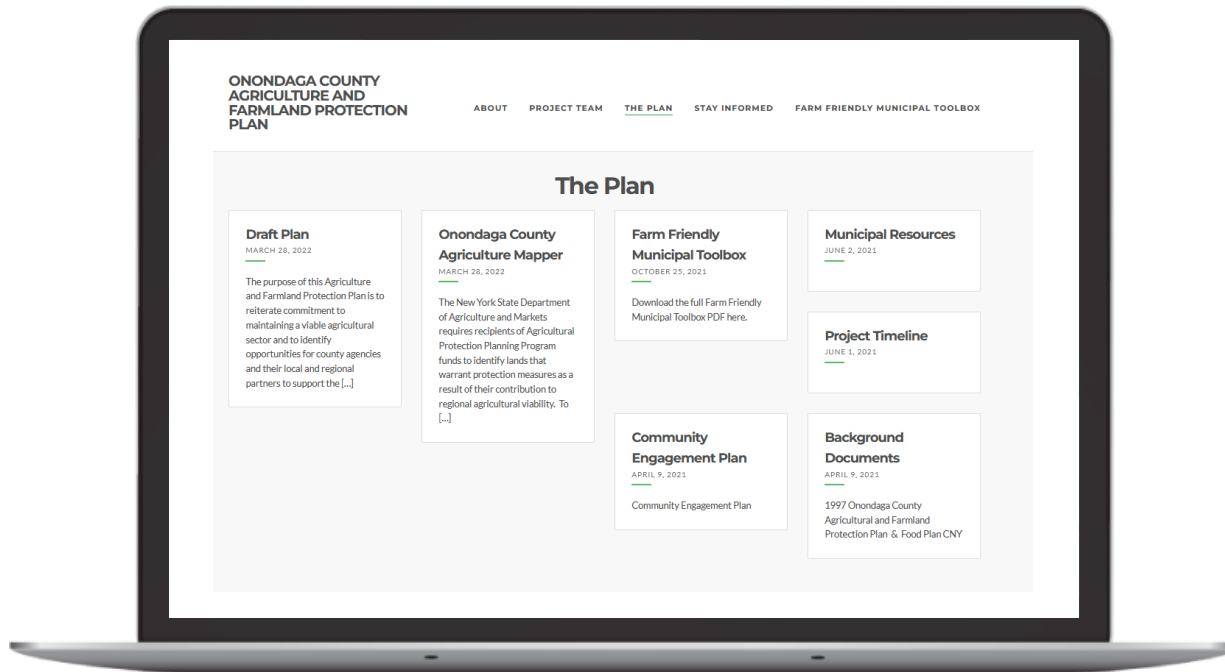 ONONDAGA COUNTY
AGRICULTURE AND
FARMLAND PROTECTION
PLAN
ABOUT PROJECT TEAM THE PLAN STAY INFORMED FARM FRIENDLY MUNICIPAL TOOLBOX
The Plan
Draft Plan
MARCH 28, 2022
The purpose of this Agriculture
and Farmland Protection Plan is to
reiterate commitment to
maintaining a viable agricultural
sector and to identify
opportunities for county agencies
and their local and regional
partners to support the [...]
Onondaga County
Agriculture Mapper
MARCH 28, 2022
The New York State Department
of Agriculture and Markets
requires recipients of Agricultural
Protection Planning Program
funds to identify lands that
warrant protection measures as a
result of their contribution to
regional agricultural viability. To
[...]
Farm Friendly
Municipal Toolbox
OCTOBER 25, 2021
Download the full Farm Friendly
Municipal Toolbox PDF here.
Municipal Resources
JUNE 2, 2021
Project Timeline
JUNE 1, 2021
Community
Engagement Plan
APRIL 9, 2021
Community Engagement Plan
Background
Documents
APRIL 9, 2021
1997 Onondaga County
Agricultural and Farmland
Protection Plan & Food Plan CNY